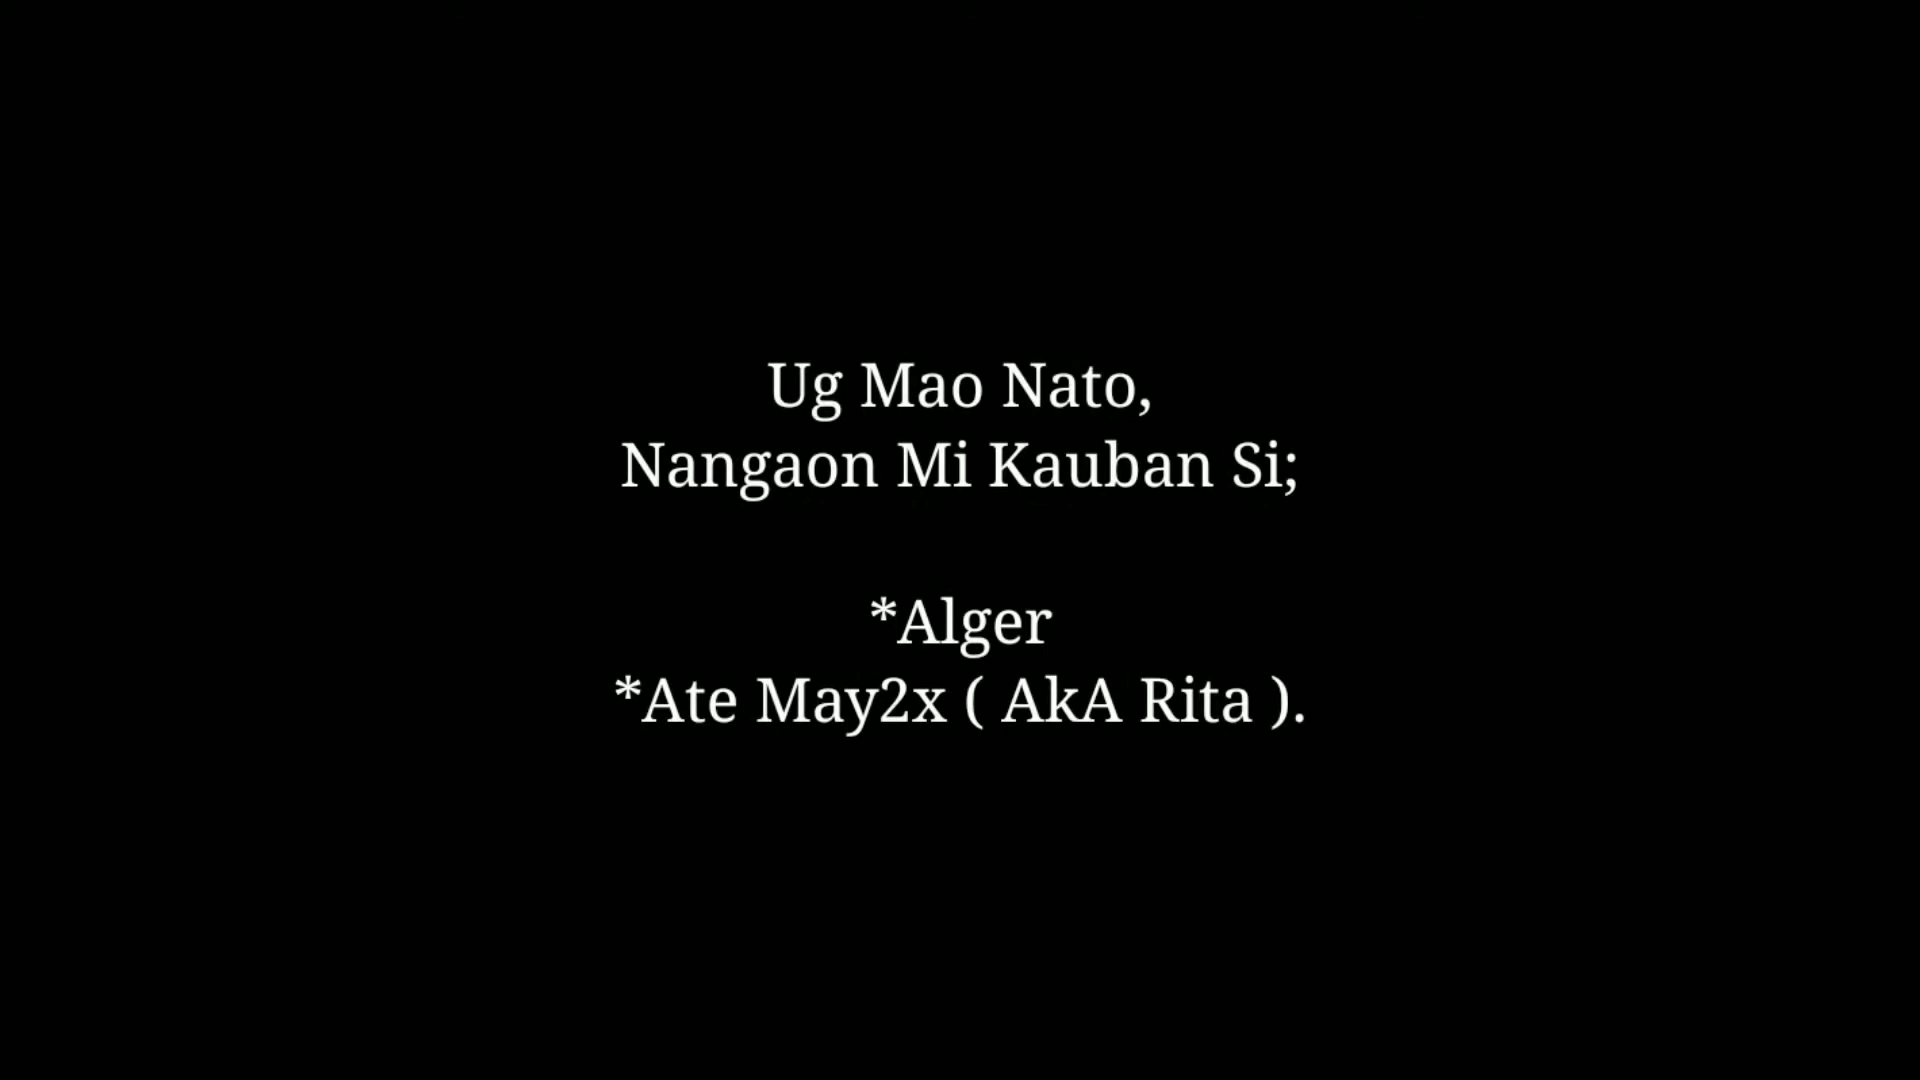 Ug Mao Nato,
Nangaon Mi Kauban Si;
*Alger
*Ate May2x ( AkA Rita ).